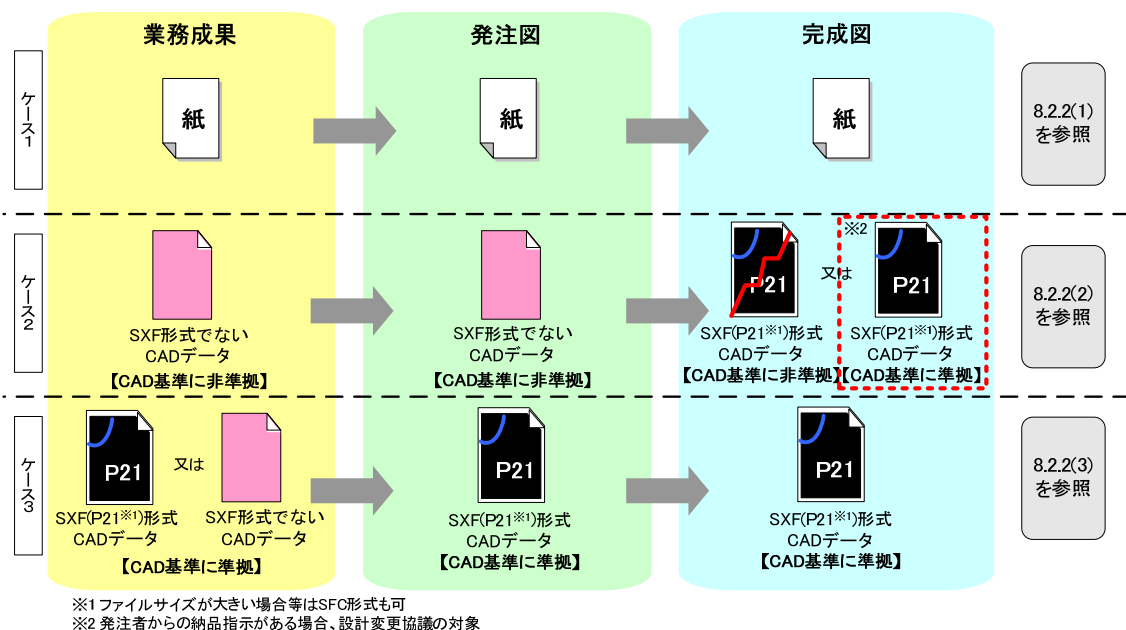 業務成果
発注図
完成図
ケース1
紙
紙
紙
8.2.2(1)
を参照
ケース2
SXF形式でない
CADデータ
【CAD基準に非準拠】
SXF形式でない
CADデータ
【CAD基準に非準拠】
P21
SXF(P21※1)形式
CADデータ
【CAD基準に非準拠】
又は
※2
SXF(P21※1)形式
CADデータ
【CAD基準に準拠】
8.2.2(2)
を参照
ケース3
P21
SXF(P21※1)形式
CADデータ
又は
SXF形式でない
CADデータ
【CAD基準に準拠】
P21
SXF(P21※1)形式
CADデータ
【CAD基準に準拠】
P21
SXF(P21※1)形式
CADデータ
【CAD基準に準拠】
8.2.2(3)
を参照
※1 ファイルサイズが大きい場合等はSFC形式も可
※2 発注者からの納品指示がある場合、設計変更協議の対象
P21